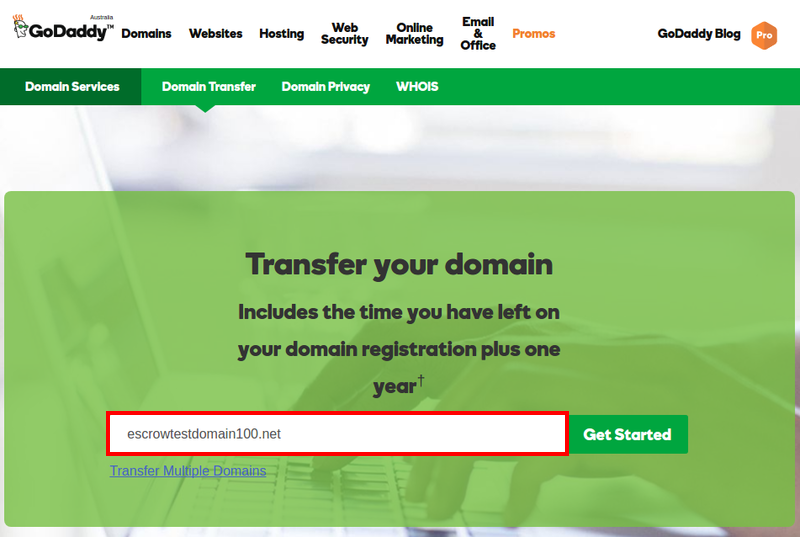 Australia
GoDaddy™
Domains
Websites
Hosting
Web
Security
Online
Marketing
Email
&
Office
Promos
GoDaddy Blog
Pro
Domain Services
Domain Transfer
Domain Privacy
WHOIS
Transfer your domain
Includes the time you have left on
your domain registration plus one
year†
escrowtestdomain100.net
Get Started
Transfer Multiple Domains